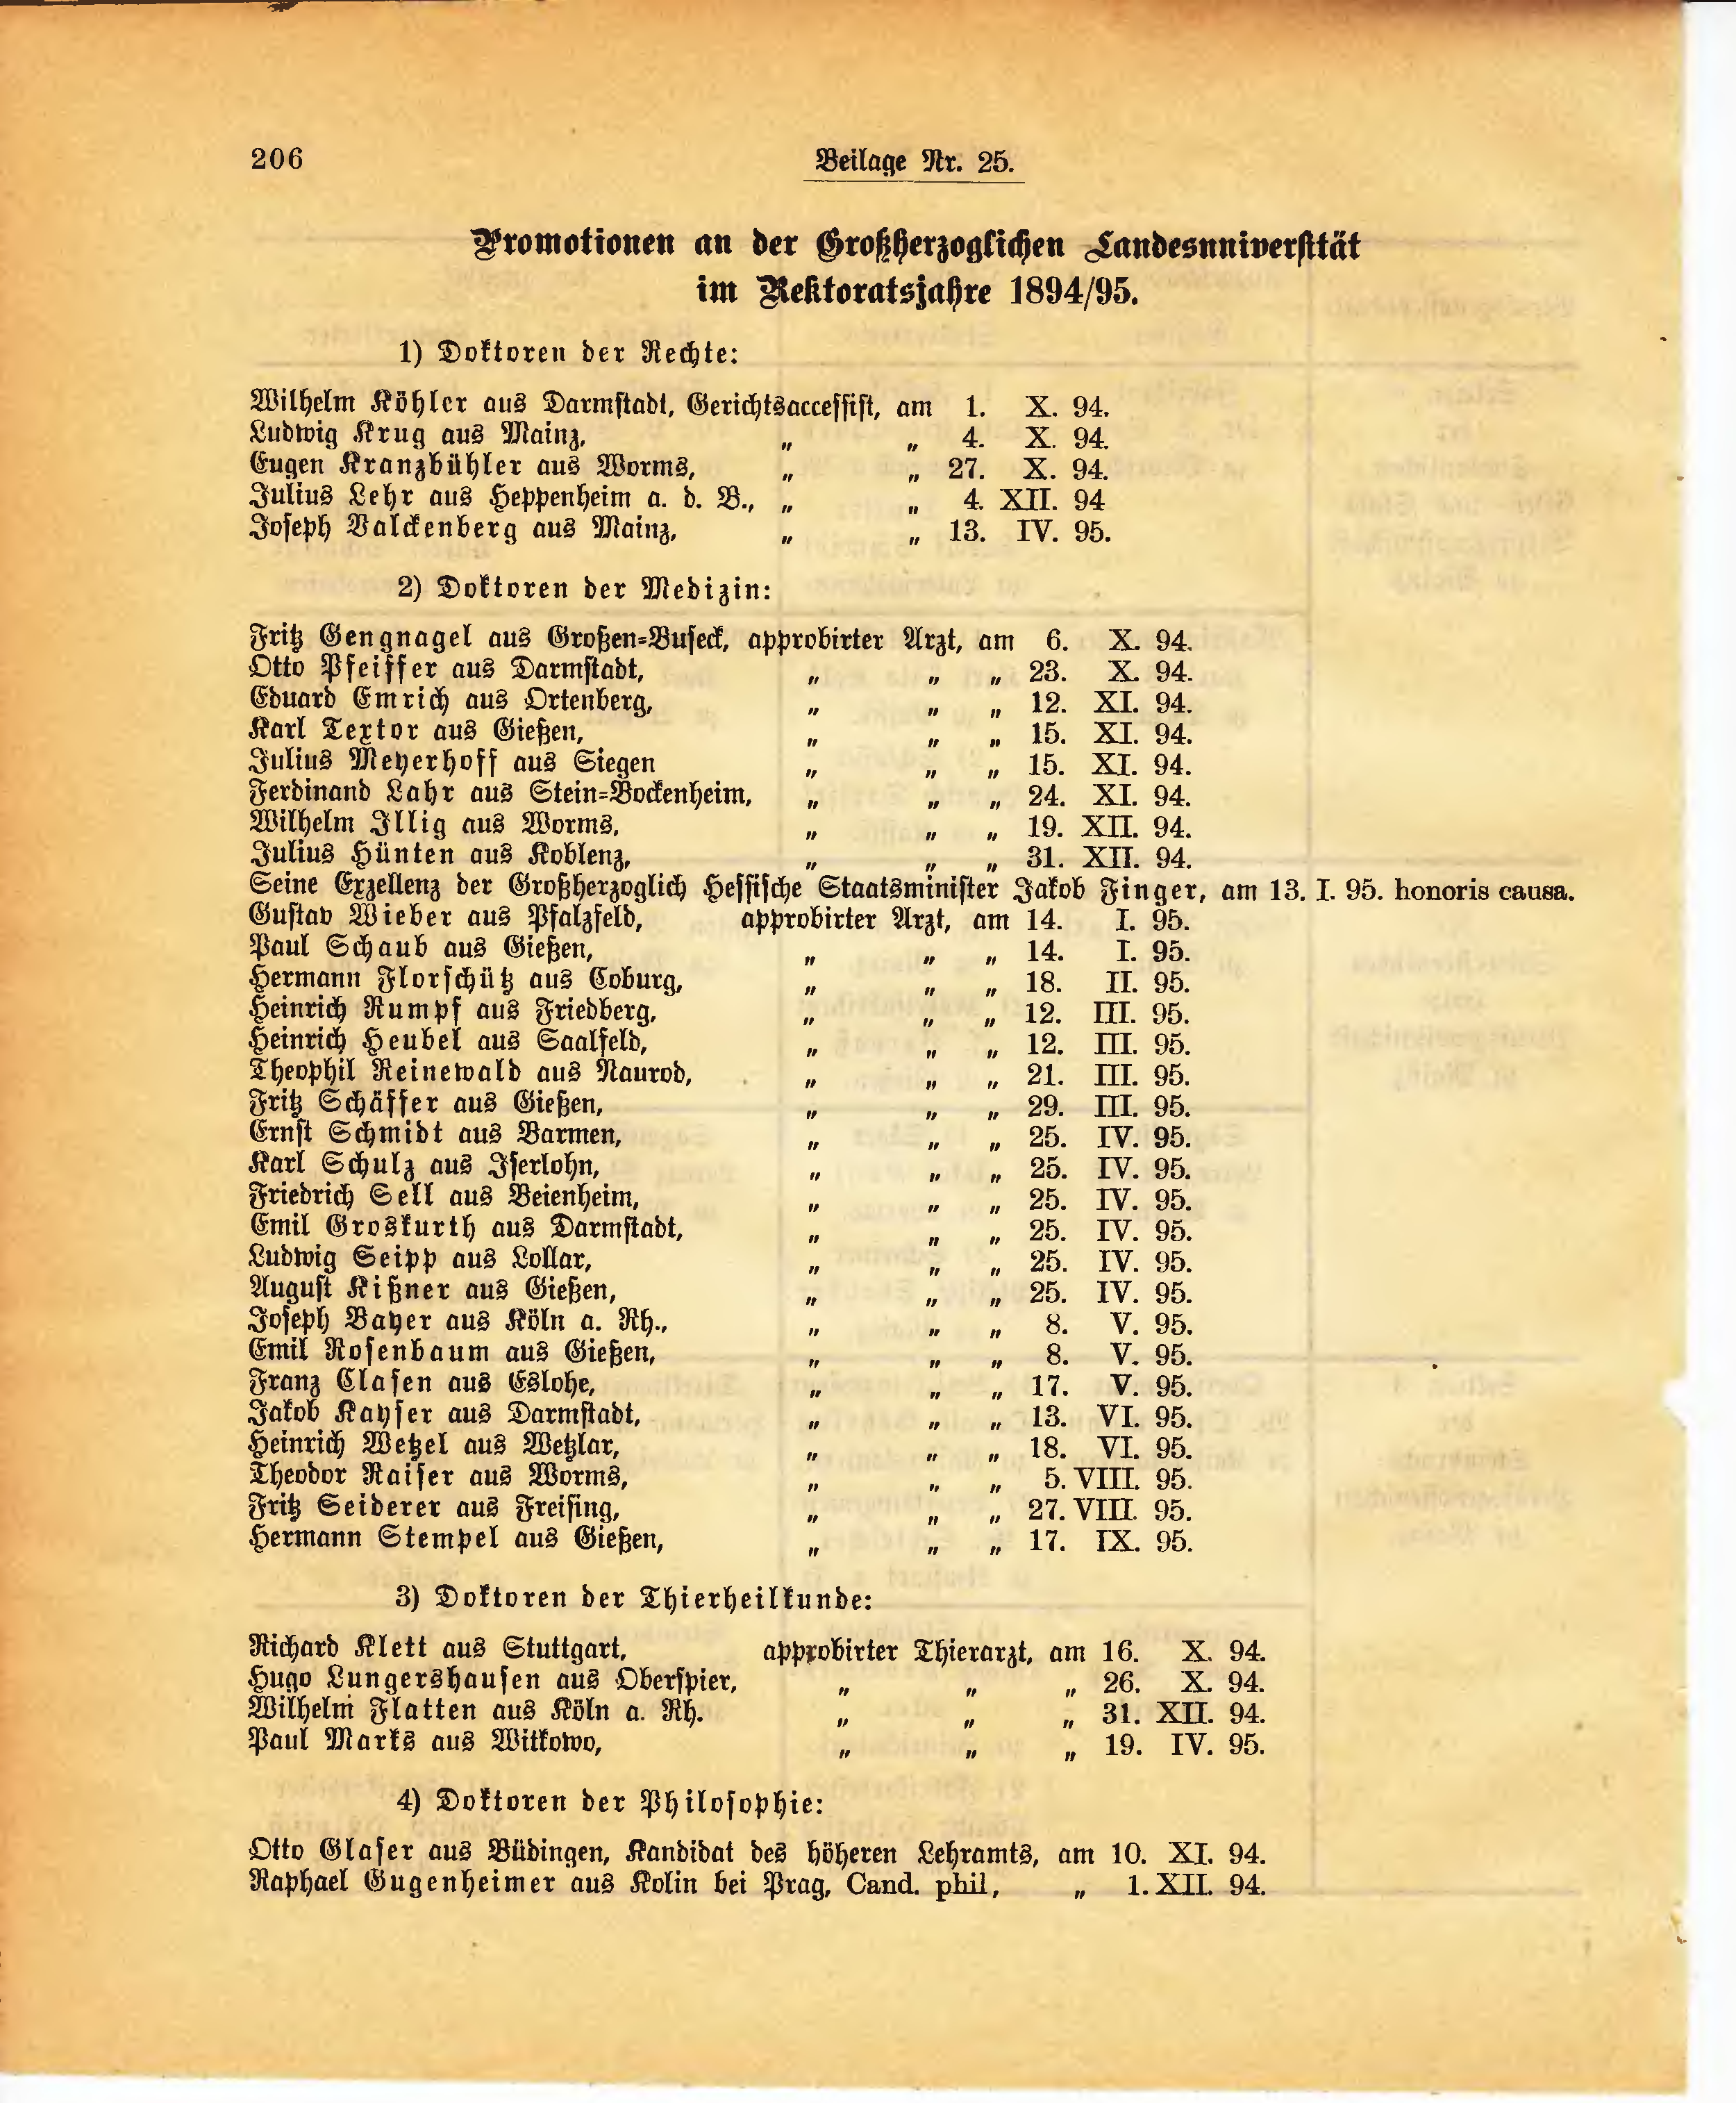 206
Beilage Nr. 25.
Promotionen an der Großherzoglichen Landesnniversität
im Rektoratsjahre 1894/95.
1) Doktoren der Rechte:
Wilhelm Köhler aus Darmstadt, Gerichtsaccessist, am 1. X. 94.
Ludwig Krug aus Mainz, „ „ 4. X. 94.
Eugen Kranzbühler aus Worms, „ „ 27. X. 94.
Julius Lehr aus Heppenheim a. d. B., „ „ 4. XII. 94
Joseph Valckenberg aus Mainz, „ „ 13. IV. 95.
2) Doktoren der Medizin:
Fritz Gengnagel aus Großen-Buseck, approbirter Arzt, am 6. X. 94.
Otto Pfeiffer aus Darmstadt, „ „ „ 23. X. 94.
Eduard Emrich aus Ortenberg, „ „ „ 12. XI. 94.
Karl Textor aus Gießen, „ „ „ 15. XI. 94.
Julius Meyerhoff aus Siegen „ „ „ 15. XI. 94.
Ferdinand Lahr aus Stein-Bockenheim, „ „ „ 24. XI. 94.
Wilhelm Illig aus Worms, „ „ „ 19. XII. 94.
Julius Hünten aus Koblenz, „ „ „ 31. XII. 94.
Seine Exzellenz der Großherzoglich Hessische Staatsminister Jakob Finger, am 13. I. 95. honoris causa.
Gustav Wieber aus Pfalzfeld, approbirter Arzt, am 14. I. 95.
Paul Schaub aus Gießen, „ „ „ 14. I. 95.
Hermann Florschütz aus Coburg, „ „ „ 18. II. 95.
Heinrich Rumpf aus Friedberg, „ „ „ 12. III. 95.
Heinrich Heubel aus Saalfeld, „ „ „ 12. III. 95.
Theophil Reinewald aus Naurod, „ „ „ 21. III. 95.
Fritz Schäffer aus Gießen, „ „ „ 29. III. 95.
Ernst Schmidt aus Barmen, „ „ „ 25. IV. 95.
Karl Schulz aus Iserlohn, „ „ „ 25. IV. 95.
Friedrich Sell aus Beienheim, „ „ „ 25. IV. 95.
Emil Groskurth aus Darmstadt, „ „ „ 25. IV. 95.
Ludwig Seipp aus Lollar, „ „ „ 25. IV. 95.
August Kißner aus Gießen, „ „ „ 25. IV. 95.
Joseph Bayer aus Köln a. Rh., „ „ „ 8. V. 95.
Emil Rosenbaum aus Gießen, „ „ „ 8. V. 95.
Franz Clasen aus Eslohe, „ „ „ 17. V. 95.
Jakob Kayser aus Darmstadt, „ „ „ 13. VI. 95.
Heinrich Wetzel aus Wetzlar, „ „ „ 18. VI. 95.
Theodor Raiser aus Worms, „ „ „ 5. VIII. 95.
Fritz Seiderer aus Freising, „ „ „ 27. VIII. 95.
Hermann Stempel aus Gießen, „ „ „ 17. IX. 95.
3) Doktoren der Thierheilkunde:
Richard Klett aus Stuttgart, approbirter Thierarzt, am 16. X. 94.
Hugo Lungershausen aus Oberspier, „ „ „ 26. X. 94.
Wilhelm Flatten aus Köln a. Rh. „ „ „ 31. XII. 94.
Paul Marks aus Witkowo, „ „ „ 19. IV. 95.
4) Doktoren der Philosophie:
Otto Glaser aus Büdingen, Kandidat des höheren Lehramts, am 10. XI. 94.
Raphael Gugenheimer aus Kolin bei Prag, Cand. phil, „ 1. XII. 94.